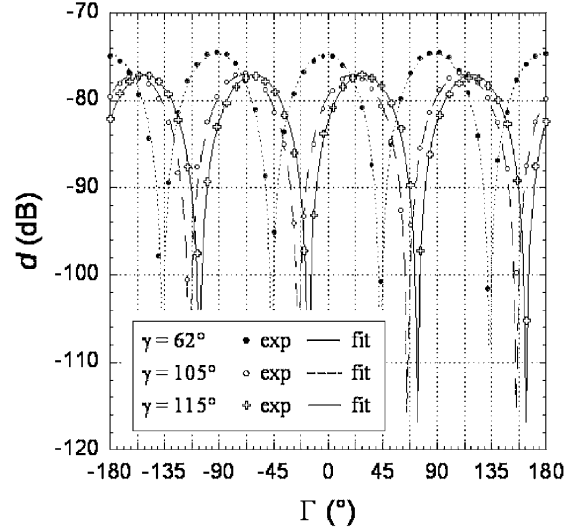 -70
-80
-90
-100
-110
-120
d (dB)
γ = 62° exp fit
γ = 105° exp fit
γ = 115° exp fit
-180 -135 -90 -45 0 45 90 135 180
Γ (°)